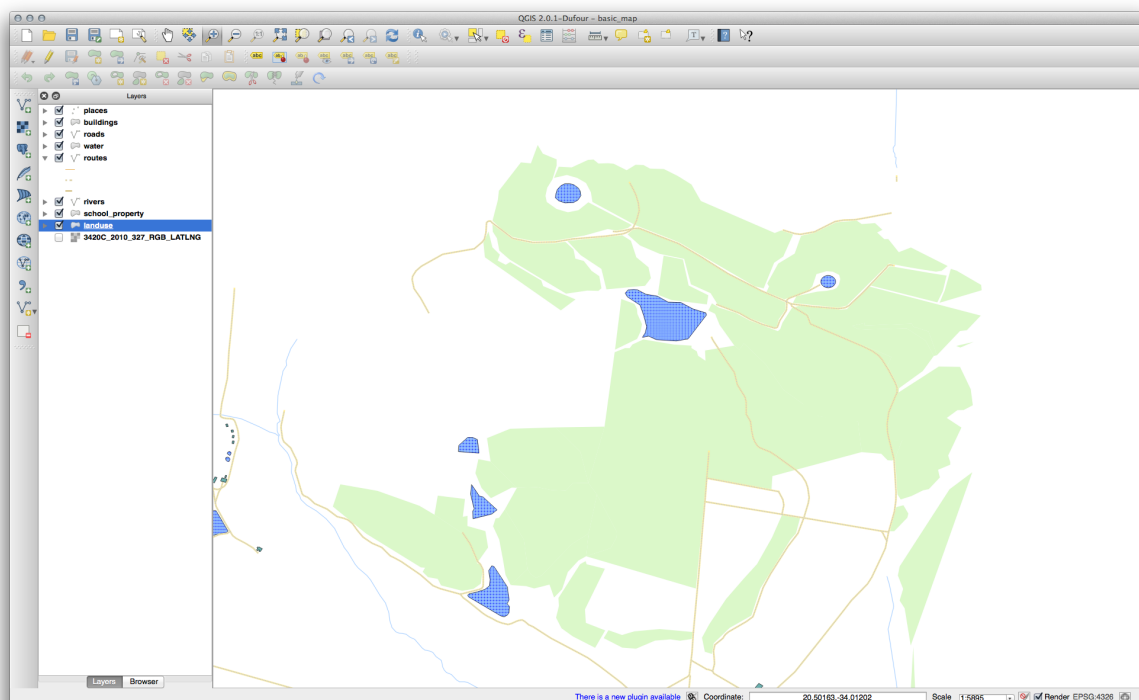 QGIS 2.0.1-Dufour - basic_map
Layers
places
buildings
roads
water
routes
rivers
school_property
landuse
3420C_2010_327_RGB_LATLNG
Layers Browser
There is a new plugin available Coordinate: 20.50163,-34.01202 Scale 1:5895 Render EPSG:4326